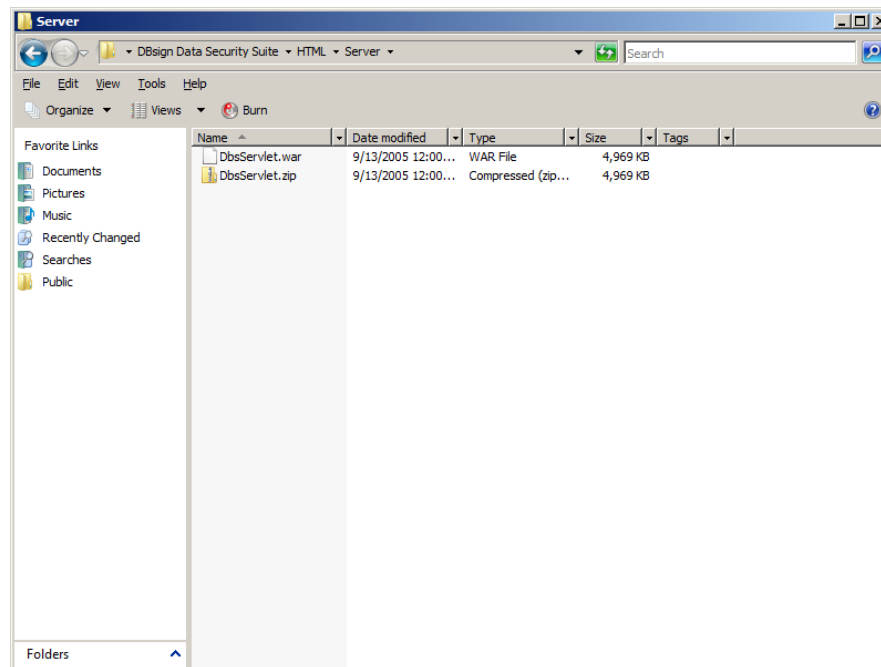 Server
DBsign Data Security Suite HTML Server
Search
File Edit View Tools Help
Organize Views Burn
Favorite Links
Documents
Pictures
Music
Recently Changed
Searches
Public
Name Date modified Type Size Tags
DbsServlet.war 9/13/2005 12:00... WAR File 4,969 KB
DbsServlet.zip 9/13/2005 12:00... Compressed (zip... 4,969 KB
Folders